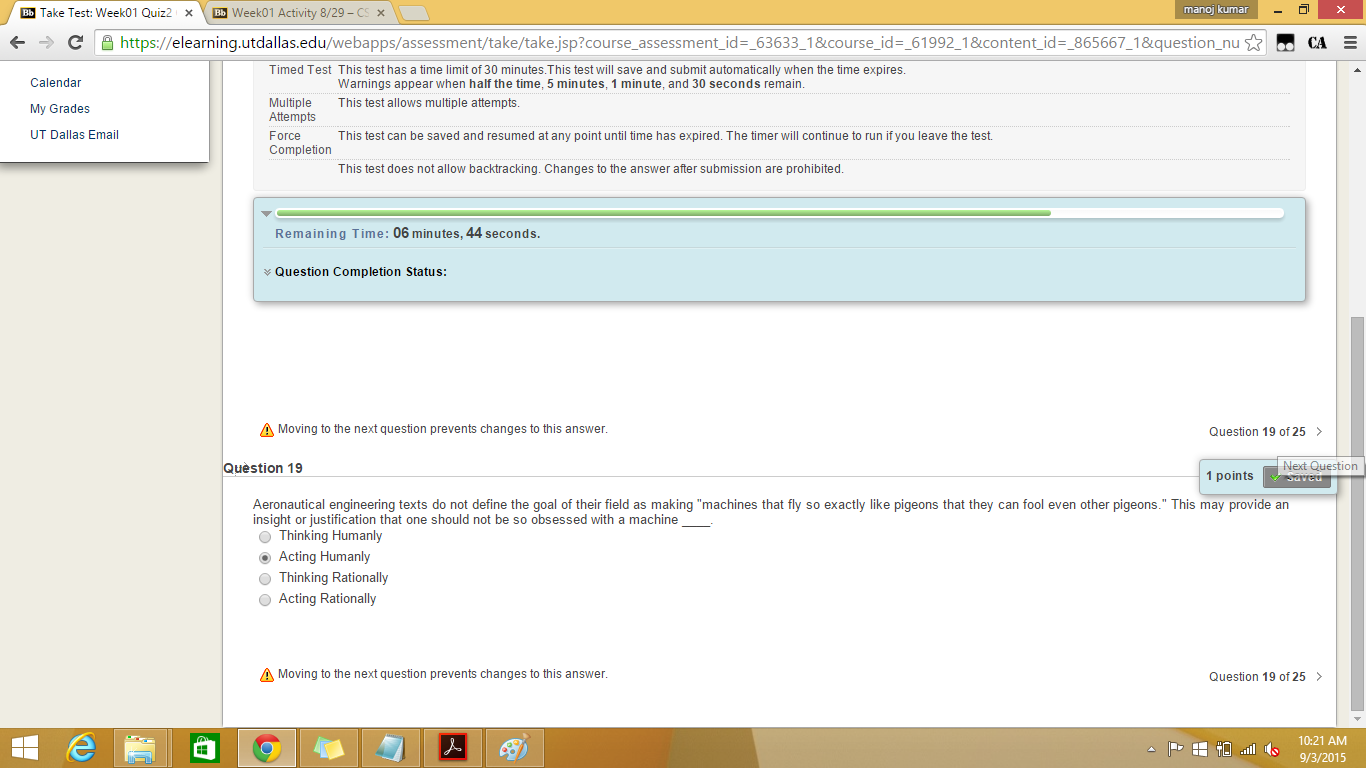 Take Test: Week01 Quiz2
Week01 Activity 8/29 – CS
manoj kumar
https://elearning.utdallas.edu/webapps/assessment/take/take.jsp?course_assessment_id=_63633_1&course_id=_61992_1&content_id=_865667_1&question_nu
CA
Calendar
My Grades
UT Dallas Email
Timed Test This test has a time limit of 30 minutes.This test will save and submit automatically when the time expires.
Warnings appear when half the time, 5 minutes, 1 minute, and 30 seconds remain.
Multiple This test allows multiple attempts.
Attempts
Force This test can be saved and resumed at any point until time has expired. The timer will continue to run if you leave the test.
Completion
This test does not allow backtracking. Changes to the answer after submission are prohibited.
Remaining Time: 06 minutes, 44 seconds.
Question Completion Status:
Moving to the next question prevents changes to this answer.
Question 19 of 25
Question 19
Next Question
1 points
Saved
Aeronautical engineering texts do not define the goal of their field as making "machines that fly so exactly like pigeons that they can fool even other pigeons." This may provide an
insight or justification that one should not be so obsessed with a machine ____.
Thinking Humanly
Acting Humanly
Thinking Rationally
Acting Rationally
Moving to the next question prevents changes to this answer.
Question 19 of 25
10:21 AM
9/3/2015